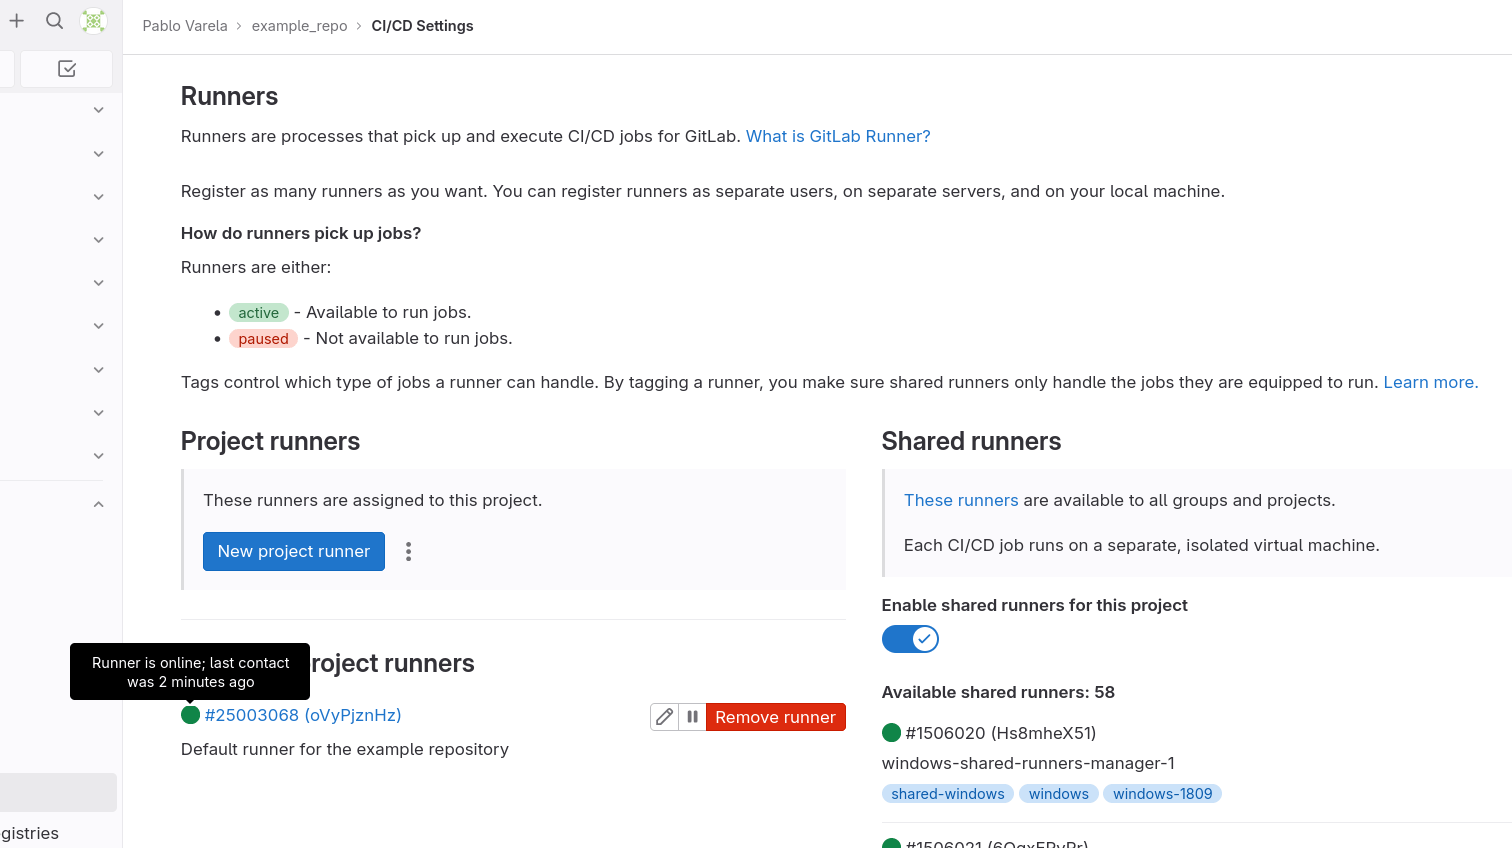 Pablo Varela > example_repo > CI/CD Settings
Runners
Runners are processes that pick up and execute CI/CD jobs for GitLab. What is GitLab Runner?
Register as many runners as you want. You can register runners as separate users, on separate servers, and on your local machine.
How do runners pick up jobs?
Runners are either:
• active - Available to run jobs.
• paused - Not available to run jobs.
Tags control which type of jobs a runner can handle. By tagging a runner, you make sure shared runners only handle the jobs they are equipped to run. Learn more.
Project runners
These runners are assigned to this project.
New project runner
roject runners
Runner is online; last contact
was 2 minutes ago
#25003068 (oVyPjznHz)
Remove runner
Default runner for the example repository
Shared runners
These runners are available to all groups and projects.
Each CI/CD job runs on a separate, isolated virtual machine.
Enable shared runners for this project
Available shared runners: 58
#1506020 (Hs8mheX51)
windows-shared-runners-manager-1
shared-windows windows windows-1809
#1506021
gistries